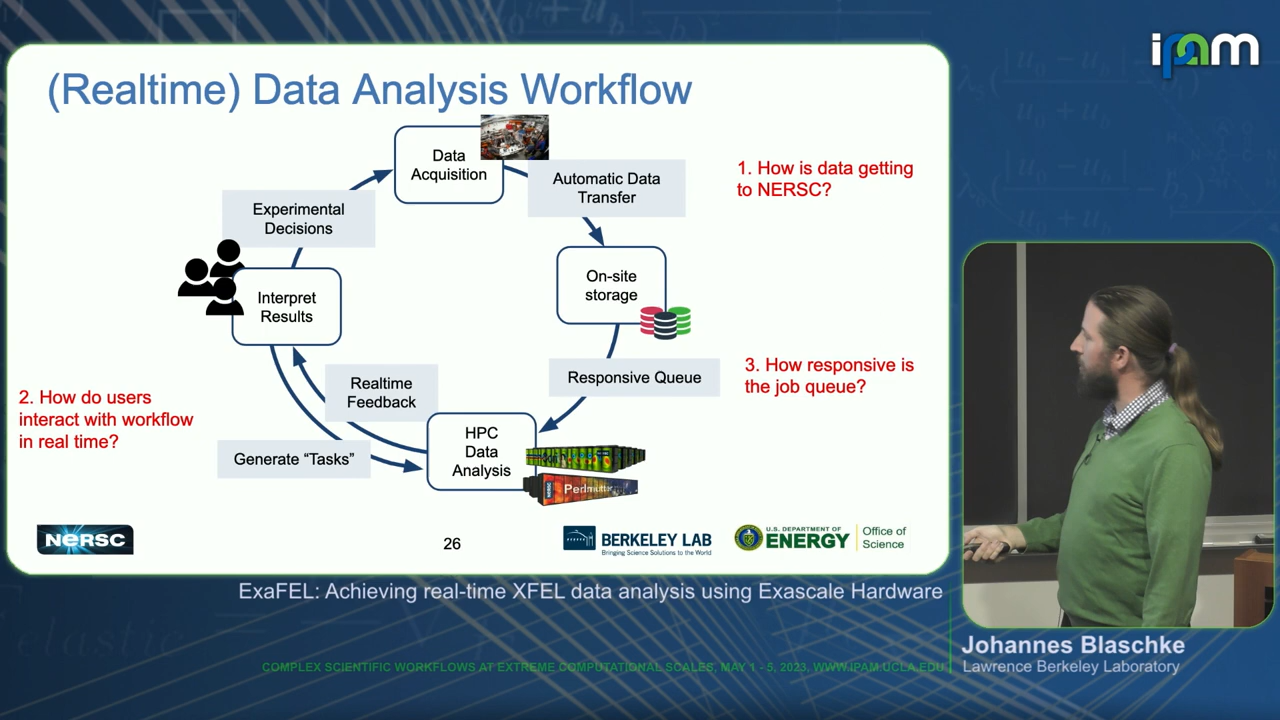 ipam
(Realtime) Data Analysis Workflow
Data
Acquisition
Automatic Data
Transfer
1. How is data getting
to NERSC?
Experimental
Decisions
On-site
storage
Interpret
Results
Responsive Queue
3. How responsive is
the job queue?
Realtime
Feedback
2. How do users
interact with workflow
in real time?
HPC
Data
Analysis
Generate “Tasks”
Perlmutter
NERSC
26
BERKELEY LAB
Bringing Science Solutions to the World
U.S. DEPARTMENT OF
ENERGY
Office of
Science
ExaFEL: Achieving real-time XFEL data analysis using Exascale Hardware
Johannes Blaschke
Lawrence Berkeley Laboratory
COMPLEX SCIENTIFIC WORKFLOWS AT EXTREME COMPUTATIONAL SCALES, MAY 1 - 5, 2023, WWW.IPAM.UCLA.EDU